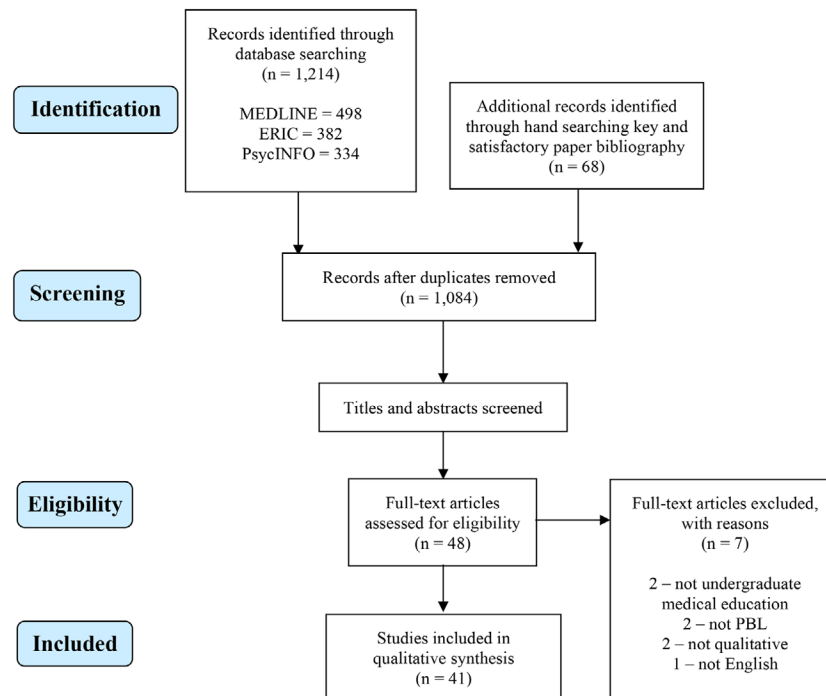 Records identified through
database searching
(n = 1,214)
MEDLINE = 498
ERIC = 382
PsycINFO = 334
Identification
Additional records identified
through hand searching key and
satisfactory paper bibliography
(n = 68)
Screening
Records after duplicates removed
(n = 1,084)
Titles and abstracts screened
Eligibility
Full-text articles
assessed for eligibility
(n = 48)
Full-text articles excluded,
with reasons
(n = 7)
2 – not undergraduate
medical education
2 – not PBL
2 – not qualitative
1 – not English
Included
Studies included in
qualitative synthesis
(n = 41)